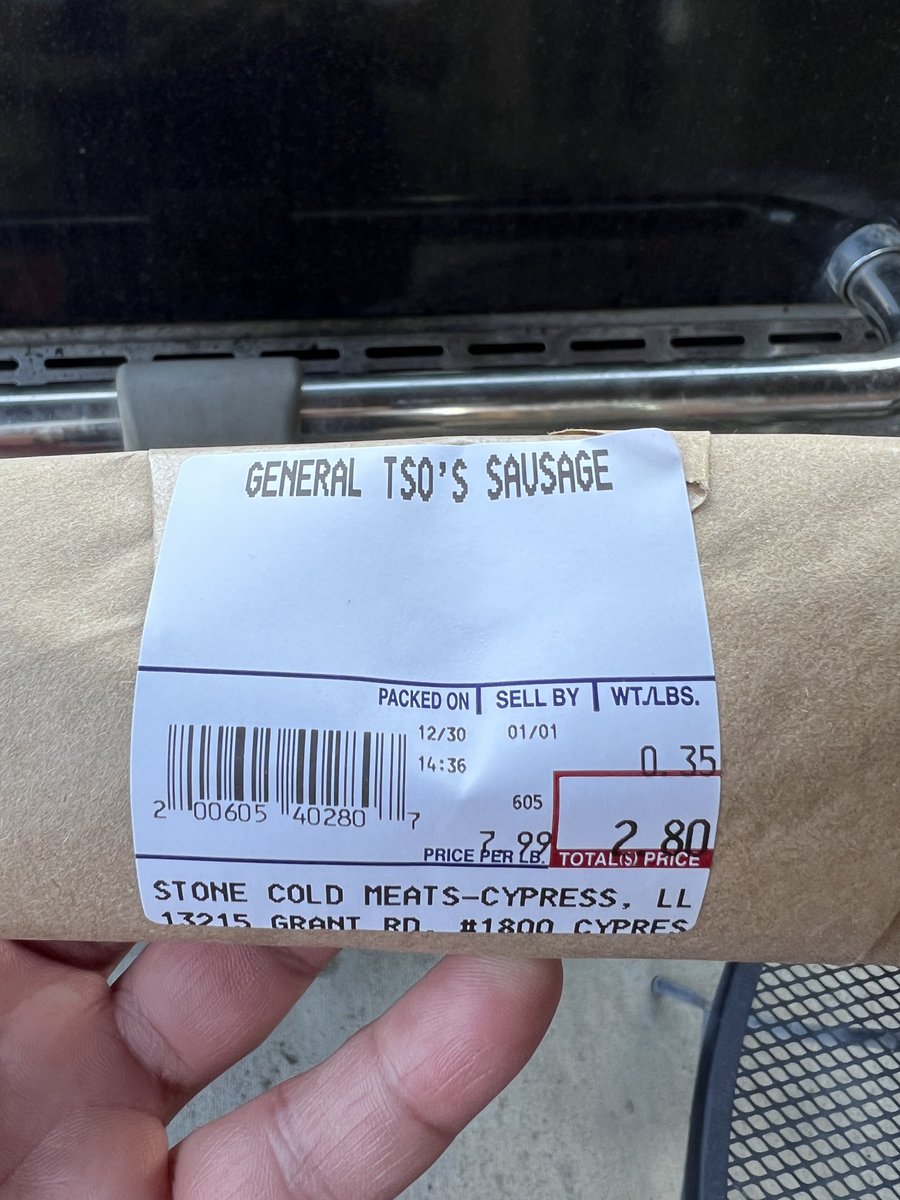 GENERAL TSO'S SAUSAGE
PACKED ON SELL BY WT./LBS.
12/30 01/01
14:36 0.35
605
2 00605 40280 7
7.99 2.80
PRICE PER LB. TOTAL(S) PRICE
STONE COLD MEATS-CYPRESS, LL
13215 GRANT RD. #1800 CYPRES